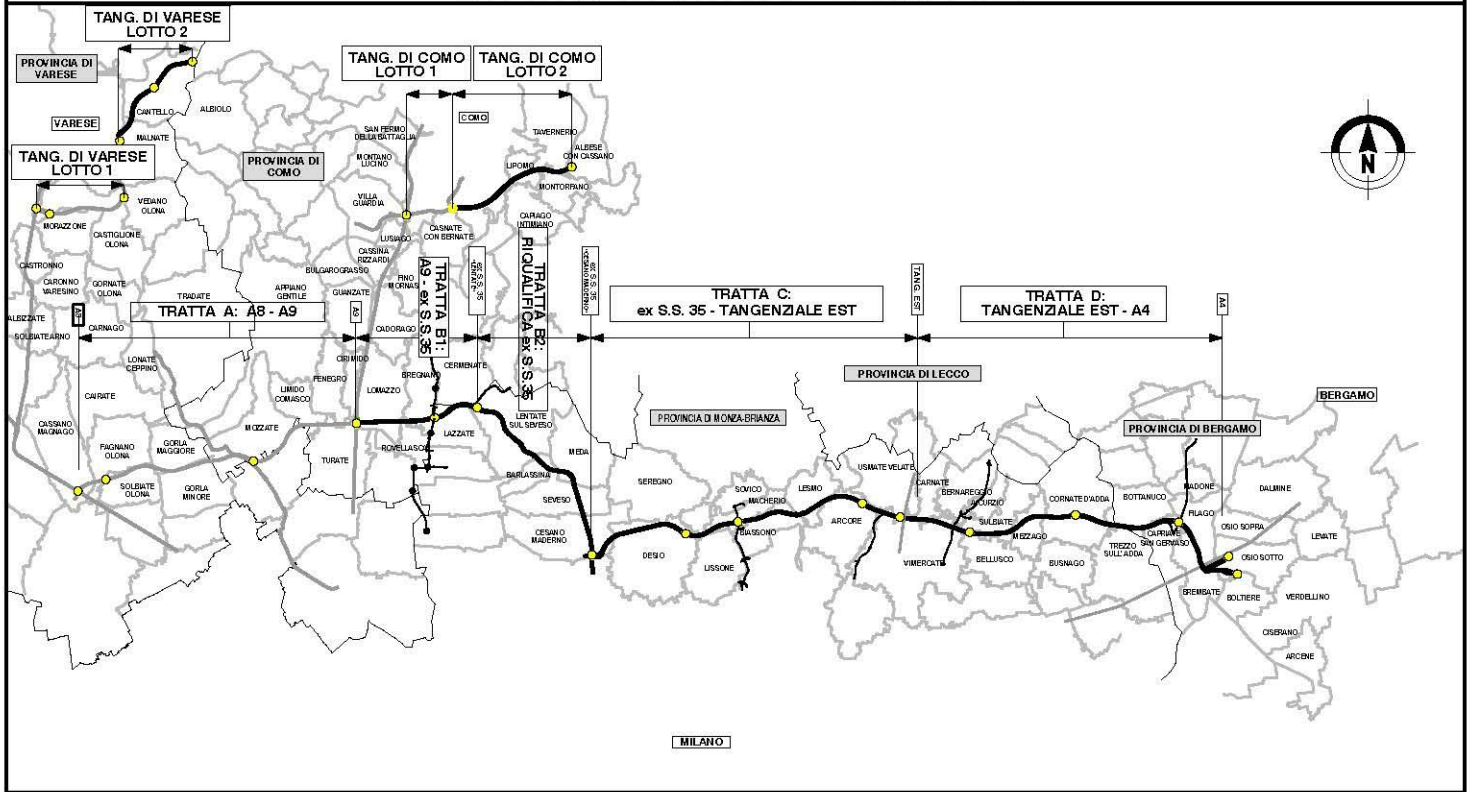 TANG. DI VARESE
LOTTO 2
TANG. DI COMO
LOTTO 1
TANG. DI COMO
LOTTO 2
PROVINCIA DI
VARESE
CANTELLO
ALBIOLO
VARESE
MALNATE
COMO
SAN FERMO
DELLA BATTAGLIA
TAVERNERIO
ALBESE
CON CASSANO
TANG. DI VARESE
LOTTO 1
PROVINCIA DI
COMO
MONTANO
LUCINO
LIPOMO
MONTORFANO
N
VEDANO
OLONA
VILLA
GUARDIA
MORAZZONE
CASTIGLIONE
OLONA
LUSIAGO
CASNATE
CON BERNATE
CAPIAGO
INTIMIANO
CASTRONNO
CASSINA
RIZZARDI
BULGAROGRASSO
CARONNO
VARESINO
GORNATE
OLONA
TRADATE
APPIANO
GENTILE
GUANZATE
FINO
MORNAS
TRATTA B1:
A9 - ex S.S.35
ex S.S. 35
-LENTATE-
TRATTA B2:
RIQUALIFICA ex S.S.35
ex S.S. 35
-CESANO MADERNO-
TANG. EST
A4
ALBIZZATE
A8
CARNAGO
TRATTA A: A8 - A9
A9
CADORAGO
TRATTA C:
ex S.S. 35 - TANGENZIALE EST
TRATTA D:
TANGENZIALE EST - A4
SOLBIATE ARNO
LONATE
CEPPINO
CIRIMIDO
FENEGRO
BREGNANO
CERMENATE
PROVINCIA DI LECCO
CAIRATE
LIMIDO
COMASCO
LOMAZZO
BERGAMO
CASSANO
MAGNAGO
MOZZATE
LENTATE
SUL SEVESO
PROVINCIA DI MONZA-BRIANZA
PROVINCIA DI BERGAMO
FAGNANO
OLONA
GORLA
MAGGIORE
ROVELLASCA
LAZZATE
MEDA
TURATE
BARLASSINA
SOLBIATE
OLONA
GORLA
MINORE
SEVESO
SEREGNO
SOVICO
MACHERIO
LESMO
USMATE VELATE
CARNATE
BERNAREGGIO
AICURZIO
CORNATE D'ADDA
BOTTANUCO
MADONE
DALMINE
CESANO
MADERNO
DESIO
BIASSONO
LISSONE
ARCORE
SULBIATE
MEZZAGO
FILAGO
CAPRIATE
SAN GERVASO
OSIO SOPRA
LEVATE
VIMERCATE
BELLUSCO
BUSNAGO
TREZZO
SULL'ADDA
OSIO SOTTO
BREMBATE
BOLTIERE
VERDELLINO
CISERANO
ARCENE
MILANO